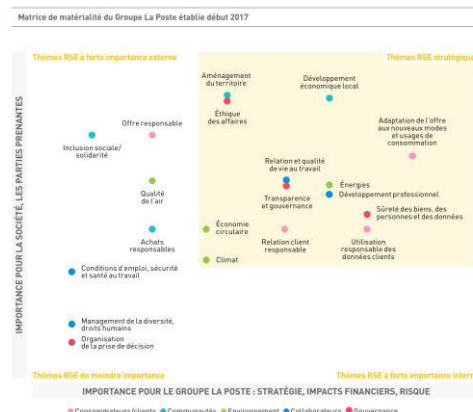 Matrice de matérialité du Groupe La Poste établie début 2017
Thèmes RSE à forte importance externe
Thèmes RSE stratégiques
Aménagement
du territoire
Développement
économique local
Éthique
des affaires
Offre responsable
Adaptation de l'offre
aux nouveaux modes
et usages de
consommation
Inclusion sociale/
solidarité
Relation et qualité
de vie au travail
Qualité
de l'air
Énergies
Développement professionnel
Transparence
et gouvernance
Sûreté des biens, des
personnes et des données
Achats
responsables
Économie
circulaire
Relation client
responsable
Utilisation
responsable des
données clients
Climat
Conditions d'emploi, sécurité
et santé au travail
Management de la diversité,
droits humains
Organisation
de la prise de décision
Thèmes RSE de moindre importance
Thèmes RSE à forte importance intern
IMPORTANCE POUR LA SOCIÉTÉ, LES PARTIES PRENANTES
IMPORTANCE POUR LE GROUPE LA POSTE : STRATÉGIE, IMPACTS FINANCIERS, RISQUE
Consommateurs/clients Communautés Environnement Collaborateurs Gouvernance